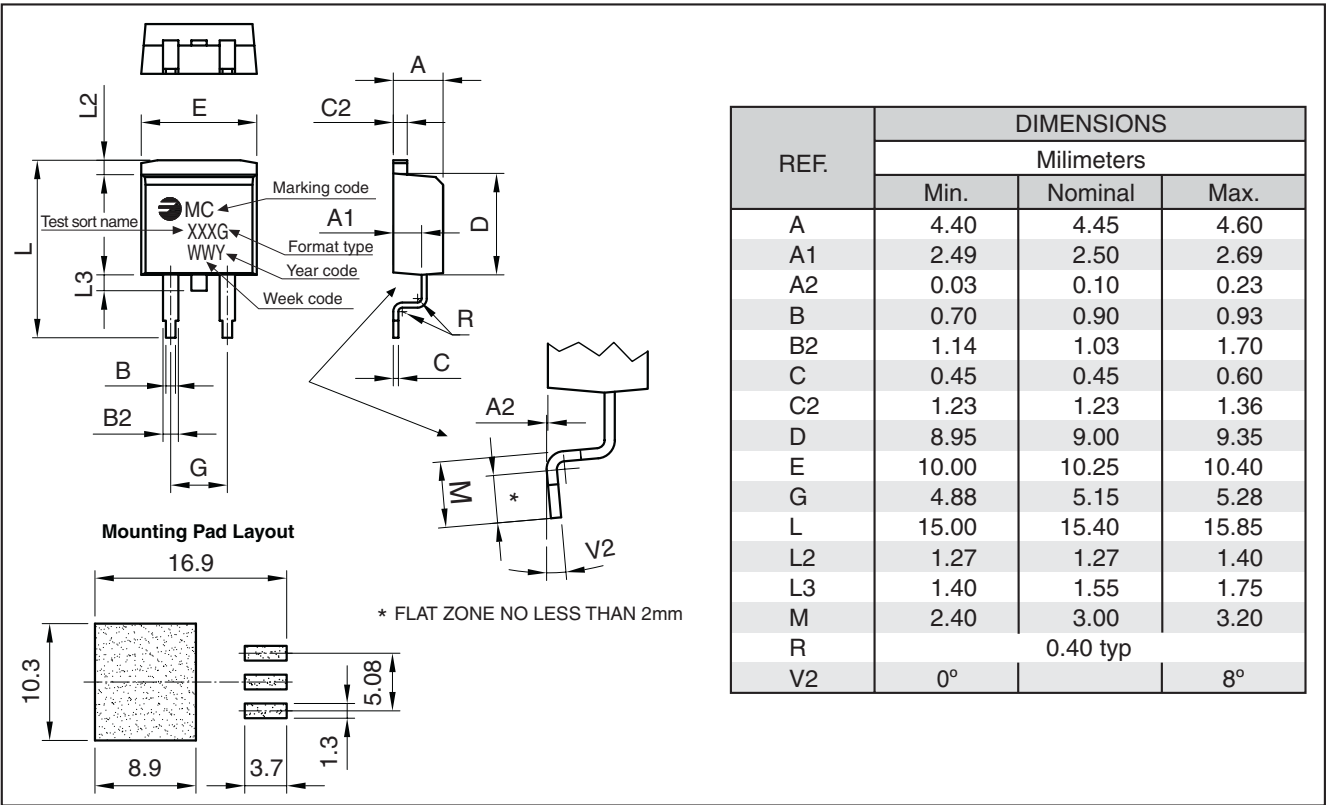 A
L2
E
C2
MC
Marking code
Test sort name
XXXG
Format type
WWY
Year code
Week code
A1
D
L
L3
R
B
C
B2
A2
G
M
*
V2
* FLAT ZONE NO LESS THAN 2mm
Mounting Pad Layout
16.9
10.3
5.08
8.9
3.7
1.3
REF. DIMENSIONS
Milimeters
Min. Nominal Max.
A 4.40 4.45 4.60
A1 2.49 2.50 2.69
A2 0.03 0.10 0.23
B 0.70 0.90 0.93
B2 1.14 1.03 1.70
C 0.45 0.45 0.60
C2 1.23 1.23 1.36
D 8.95 9.00 9.35
E 10.00 10.25 10.40
G 4.88 5.15 5.28
L 15.00 15.40 15.85
L2 1.27 1.27 1.40
L3 1.40 1.55 1.75
M 2.40 3.00 3.20
R 0.40 typ
V2 0º 8º